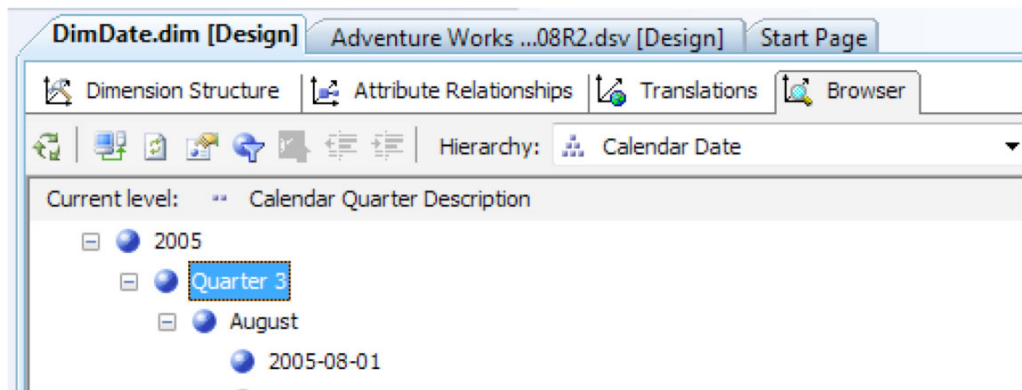 DimDate.dim [Design] Adventure Works ...08R2.dsv [Design] Start Page
Dimension Structure Attribute Relationships Translations Browser
Hierarchy: Calendar Date
Current level: Calendar Quarter Description
2005
Quarter 3
August
2005-08-01